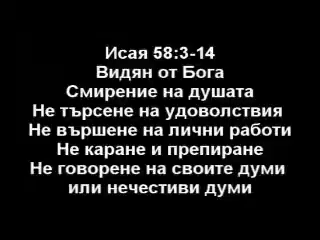 Исая 58:3-14
Видян от Бога
Смирение на душата
Не търсене на удоволствия
Не вършене на лични работи
Не каране и препиране
Не говорене на своите думи
или нечестиви думи